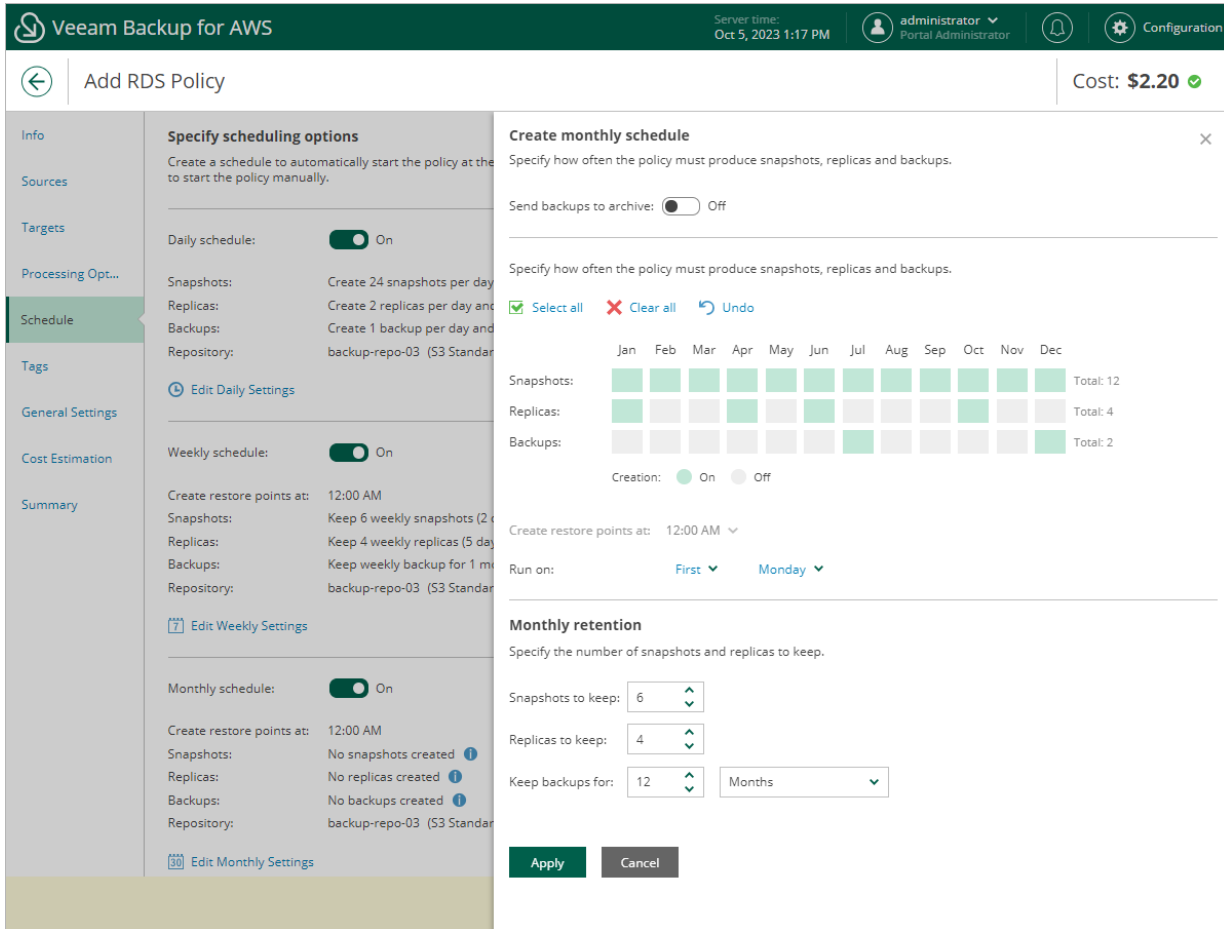 Veeam Backup for AWS
Server time:
Oct 5, 2023 1:17 PM
administrator
Portal Administrator
Configuration
Add RDS Policy
Cost: $2.20
Info
Sources
Targets
Processing Opt...
Schedule
Tags
General Settings
Cost Estimation
Summary
Specify scheduling options
Create a schedule to automatically start the policy at the
to start the policy manually.
Daily schedule: On
Snapshots: Create 24 snapshots per day
Replicas: Create 2 replicas per day and
Backups: Create 1 backup per day and
Repository: backup-repo-03 (S3 Standar
Edit Daily Settings
Weekly schedule: On
Create restore points at: 12:00 AM
Snapshots: Keep 6 weekly snapshots (2
Replicas: Keep 4 weekly replicas (5 day
Backups: Keep weekly backup for 1
Repository: backup-repo-03 (S3 Standar
7 Edit Weekly Settings
Monthly schedule: On
Create restore points at: 12:00 AM
Snapshots: No snapshots created
Replicas: No replicas created
Backups: No backups created
Repository: backup-repo-03 (S3 Standar
30 Edit Monthly Settings
Create monthly schedule
Specify how often the policy must produce snapshots, replicas and backups.
Send backups to archive: Off
Specify how often the policy must produce snapshots, replicas and backups.
Select all Clear all Undo
Jan Feb Mar Apr May Jun Jul Aug Sep Oct Nov Dec
Snapshots: Total: 12
Replicas: Total: 4
Backups: Total: 2
Creation: On Off
Create restore points at: 12:00 AM
Run on: First Monday
Monthly retention
Specify the number of snapshots and replicas to keep.
Snapshots to keep: 6
Replicas to keep: 4
Keep backups for: 12 Months
Apply Cancel